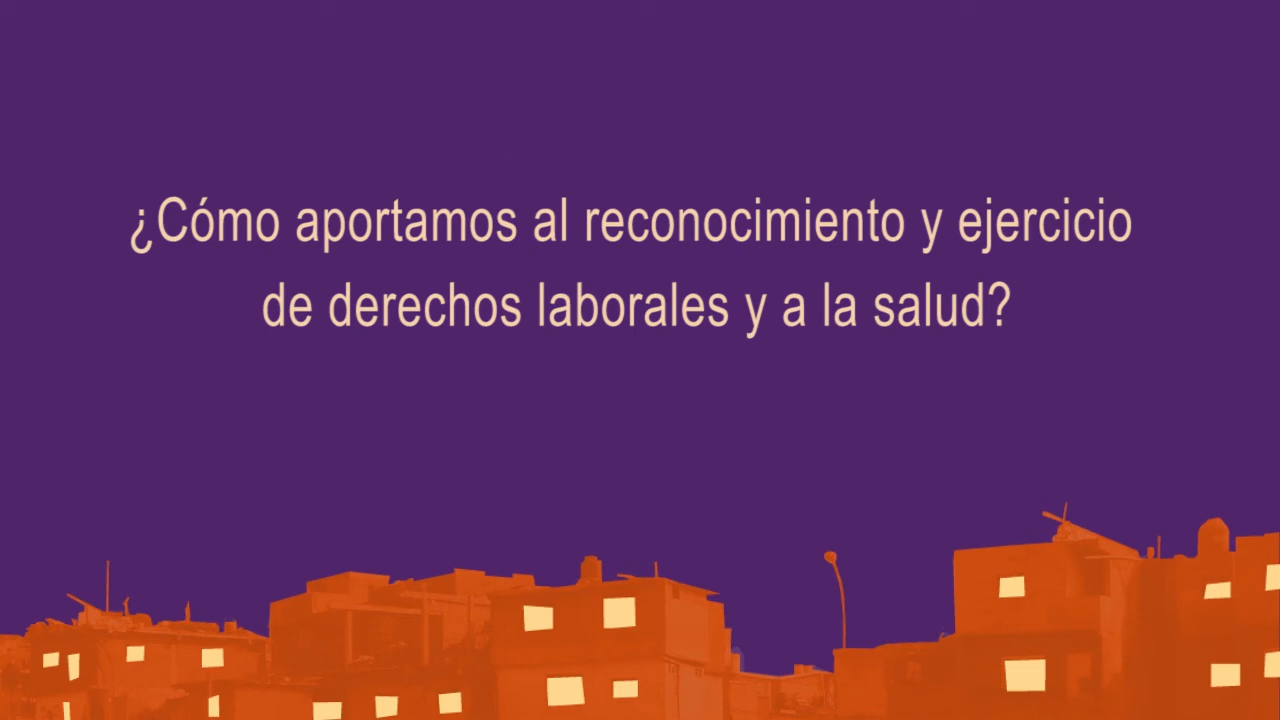 ¿Cómo aportamos al reconocimiento y ejercicio
de derechos laborales y a la salud?